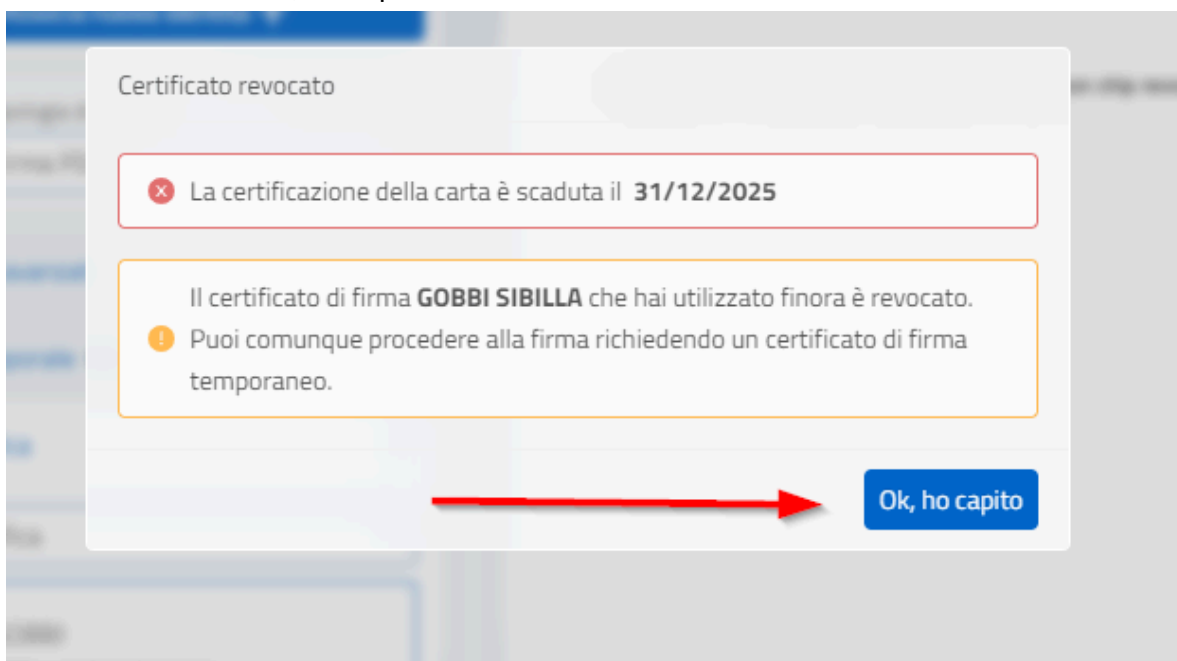 Certificato revocato
La certificazione della carta è scaduta il 31/12/2025
Il certificato di firma GOBBI SIBILLA che hai utilizzato finora è revocato.
Puoi comunque procedere alla firma richiedendo un certificato di firma
temporaneo.
Ok, ho capito